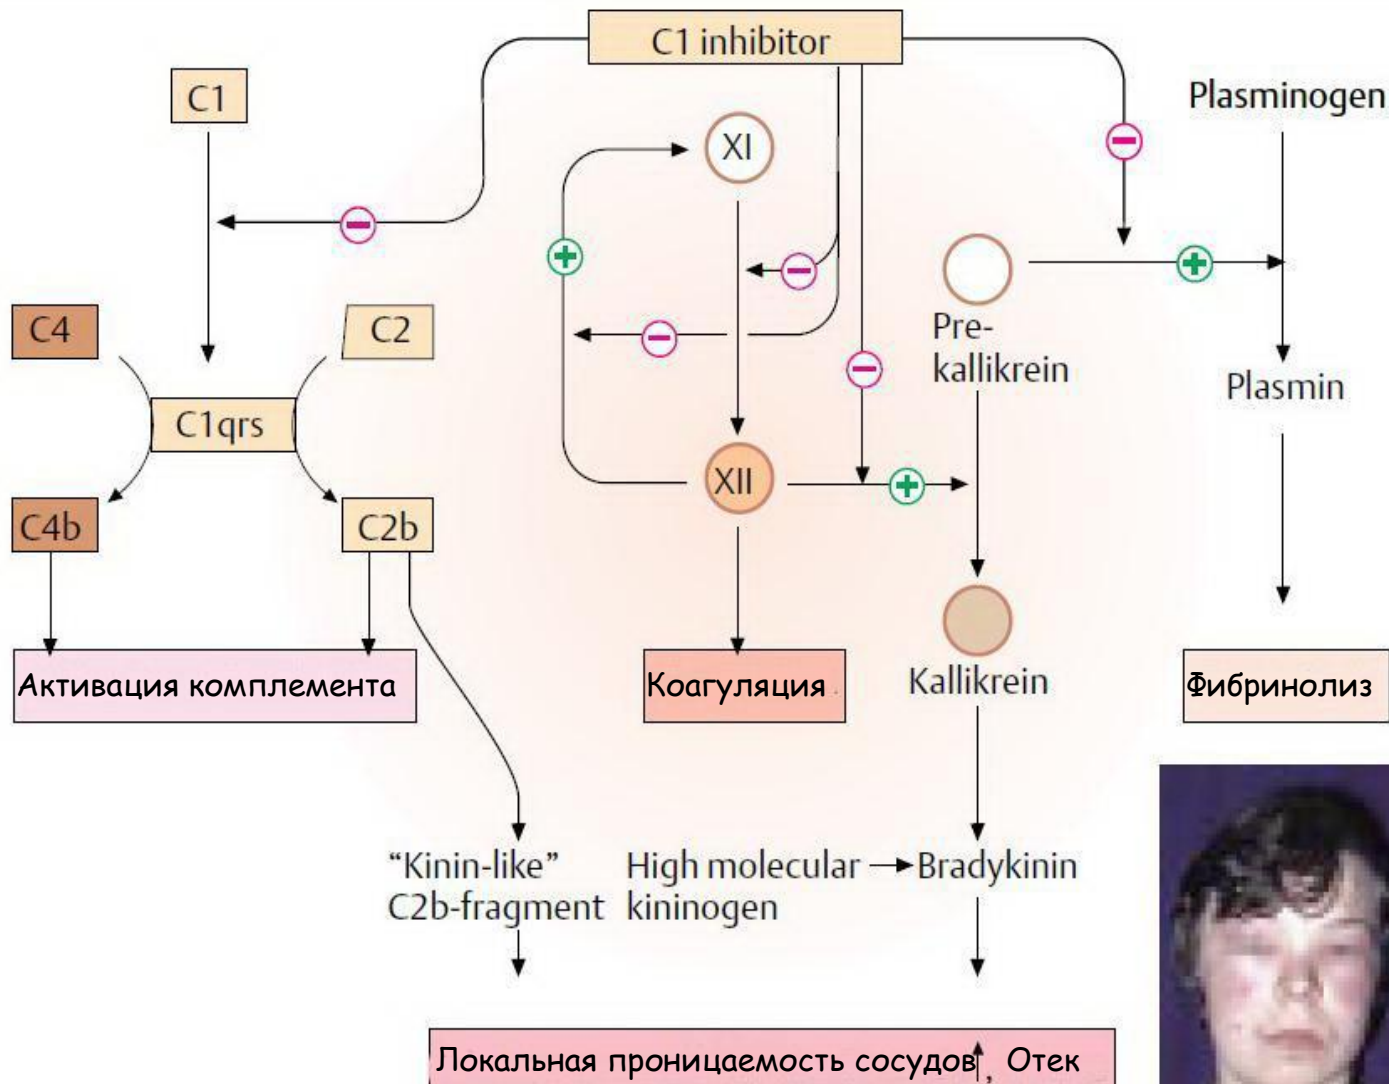 C1 inhibitor
C1
Plasminogen
XI
C4
C2
Pre-
kallikrein
Plasmin
C1qrs
XII
C4b
C2b
Активация комплемента
Коагуляция
Kallikrein
Фибринолиз
“Kinin-like”
C2b-fragment
High molecular
kininogen
Bradykinin
Локальная проницаемость сосудов↑, Отек